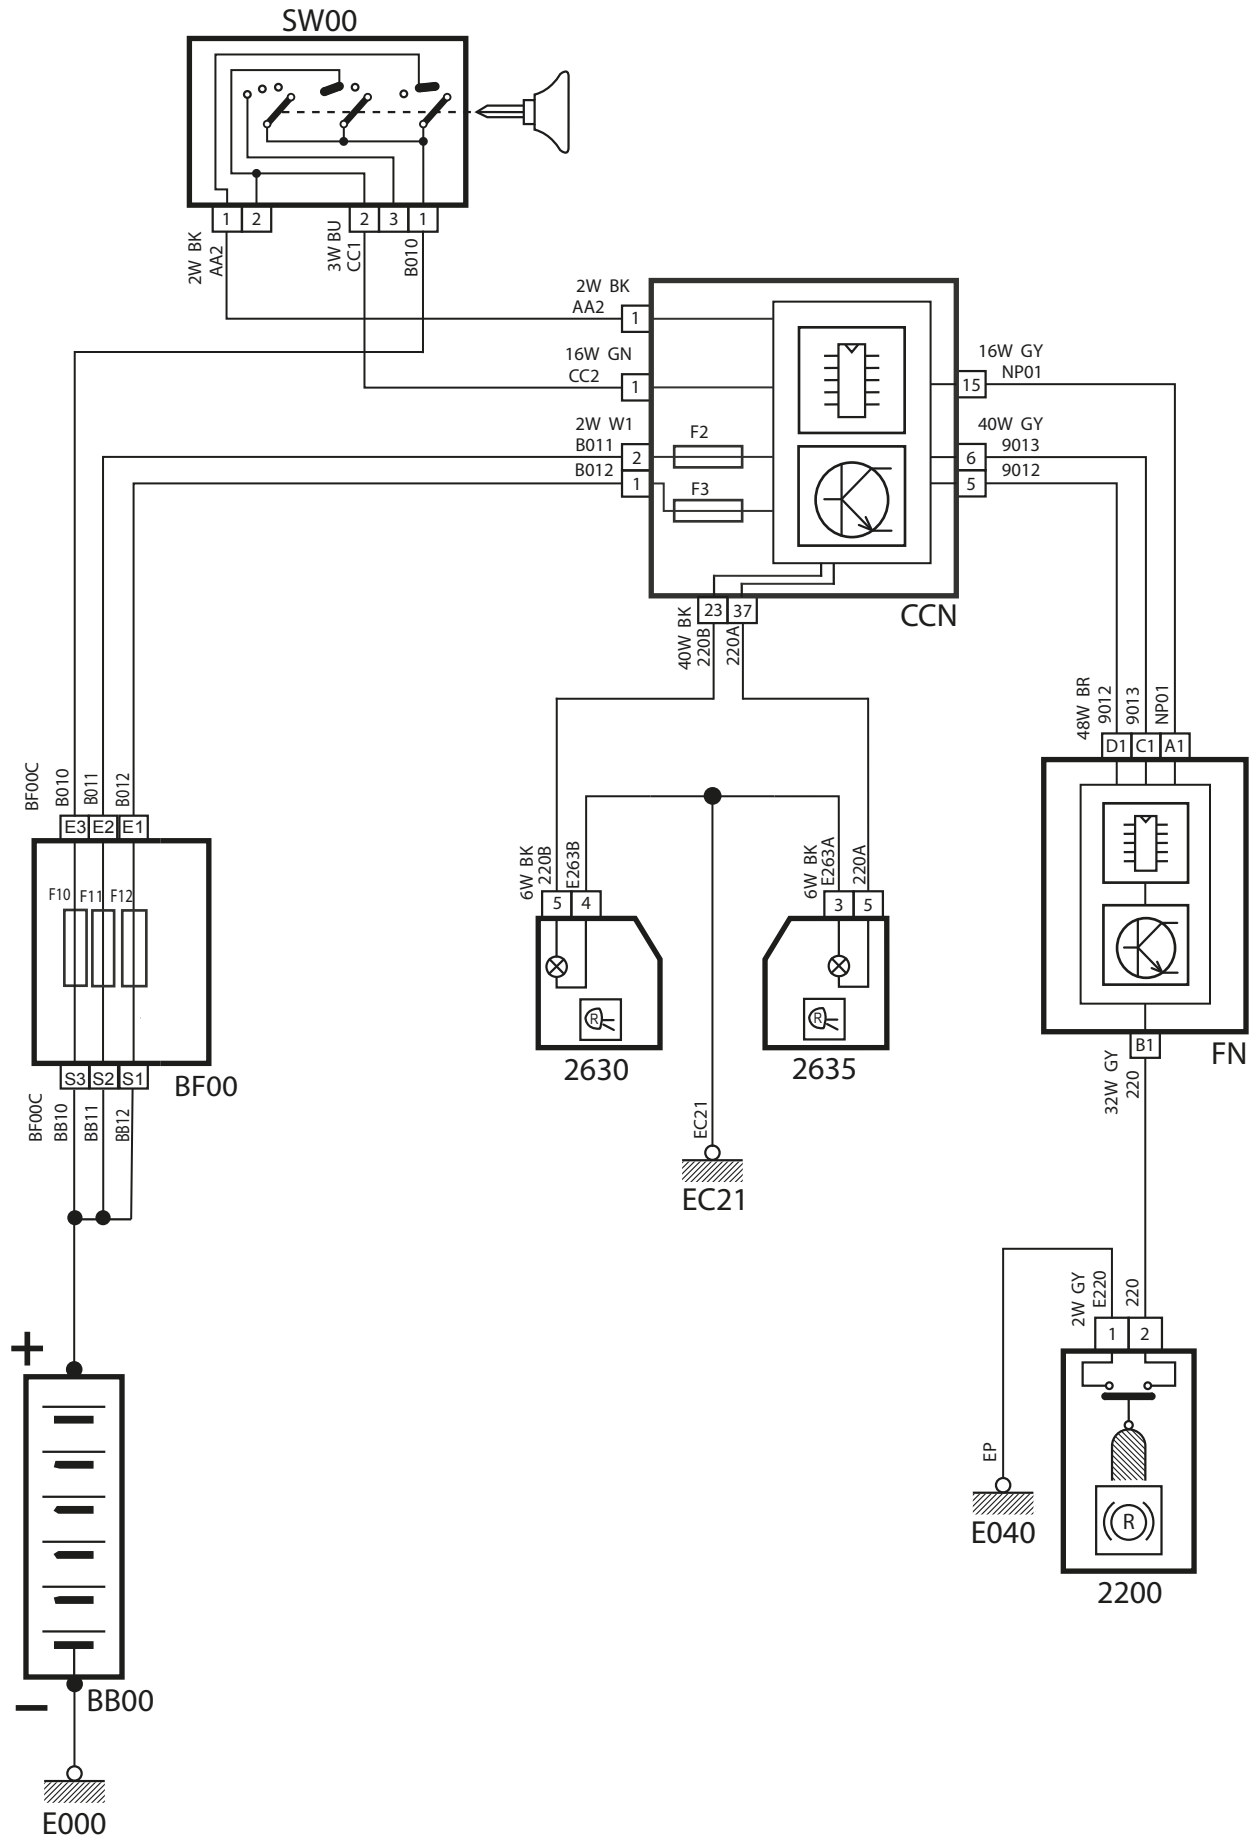 SW00
1 2 2 3 1
2W BK
AA2
3W BU
CC1
B010
2W BK
AA2
1
16W GN
CC2
1
2W W1
B011
2
B012
1
F2
F3
16W GY
NP01
15
40W GY
9013
6
9012
5
23 37
CCN
40W BK
220B
220A
48W BR
9012
9013
NP01
D1 C1 A1
BF00C
B010
B011
B012
E3 E2 E1
F10 F11 F12
S3 S2 S1
BF00
BF00C
BB10
BB11
BB12
6W BK
220B
E263B
5 4
R
2630
6W BK
E263A
220A
3 5
R
2635
EC21
EC21
B1
FN
32W GY
220
2W GY
E220
220
1 2
EP
E040
R
2200
+
−
BB00
E000